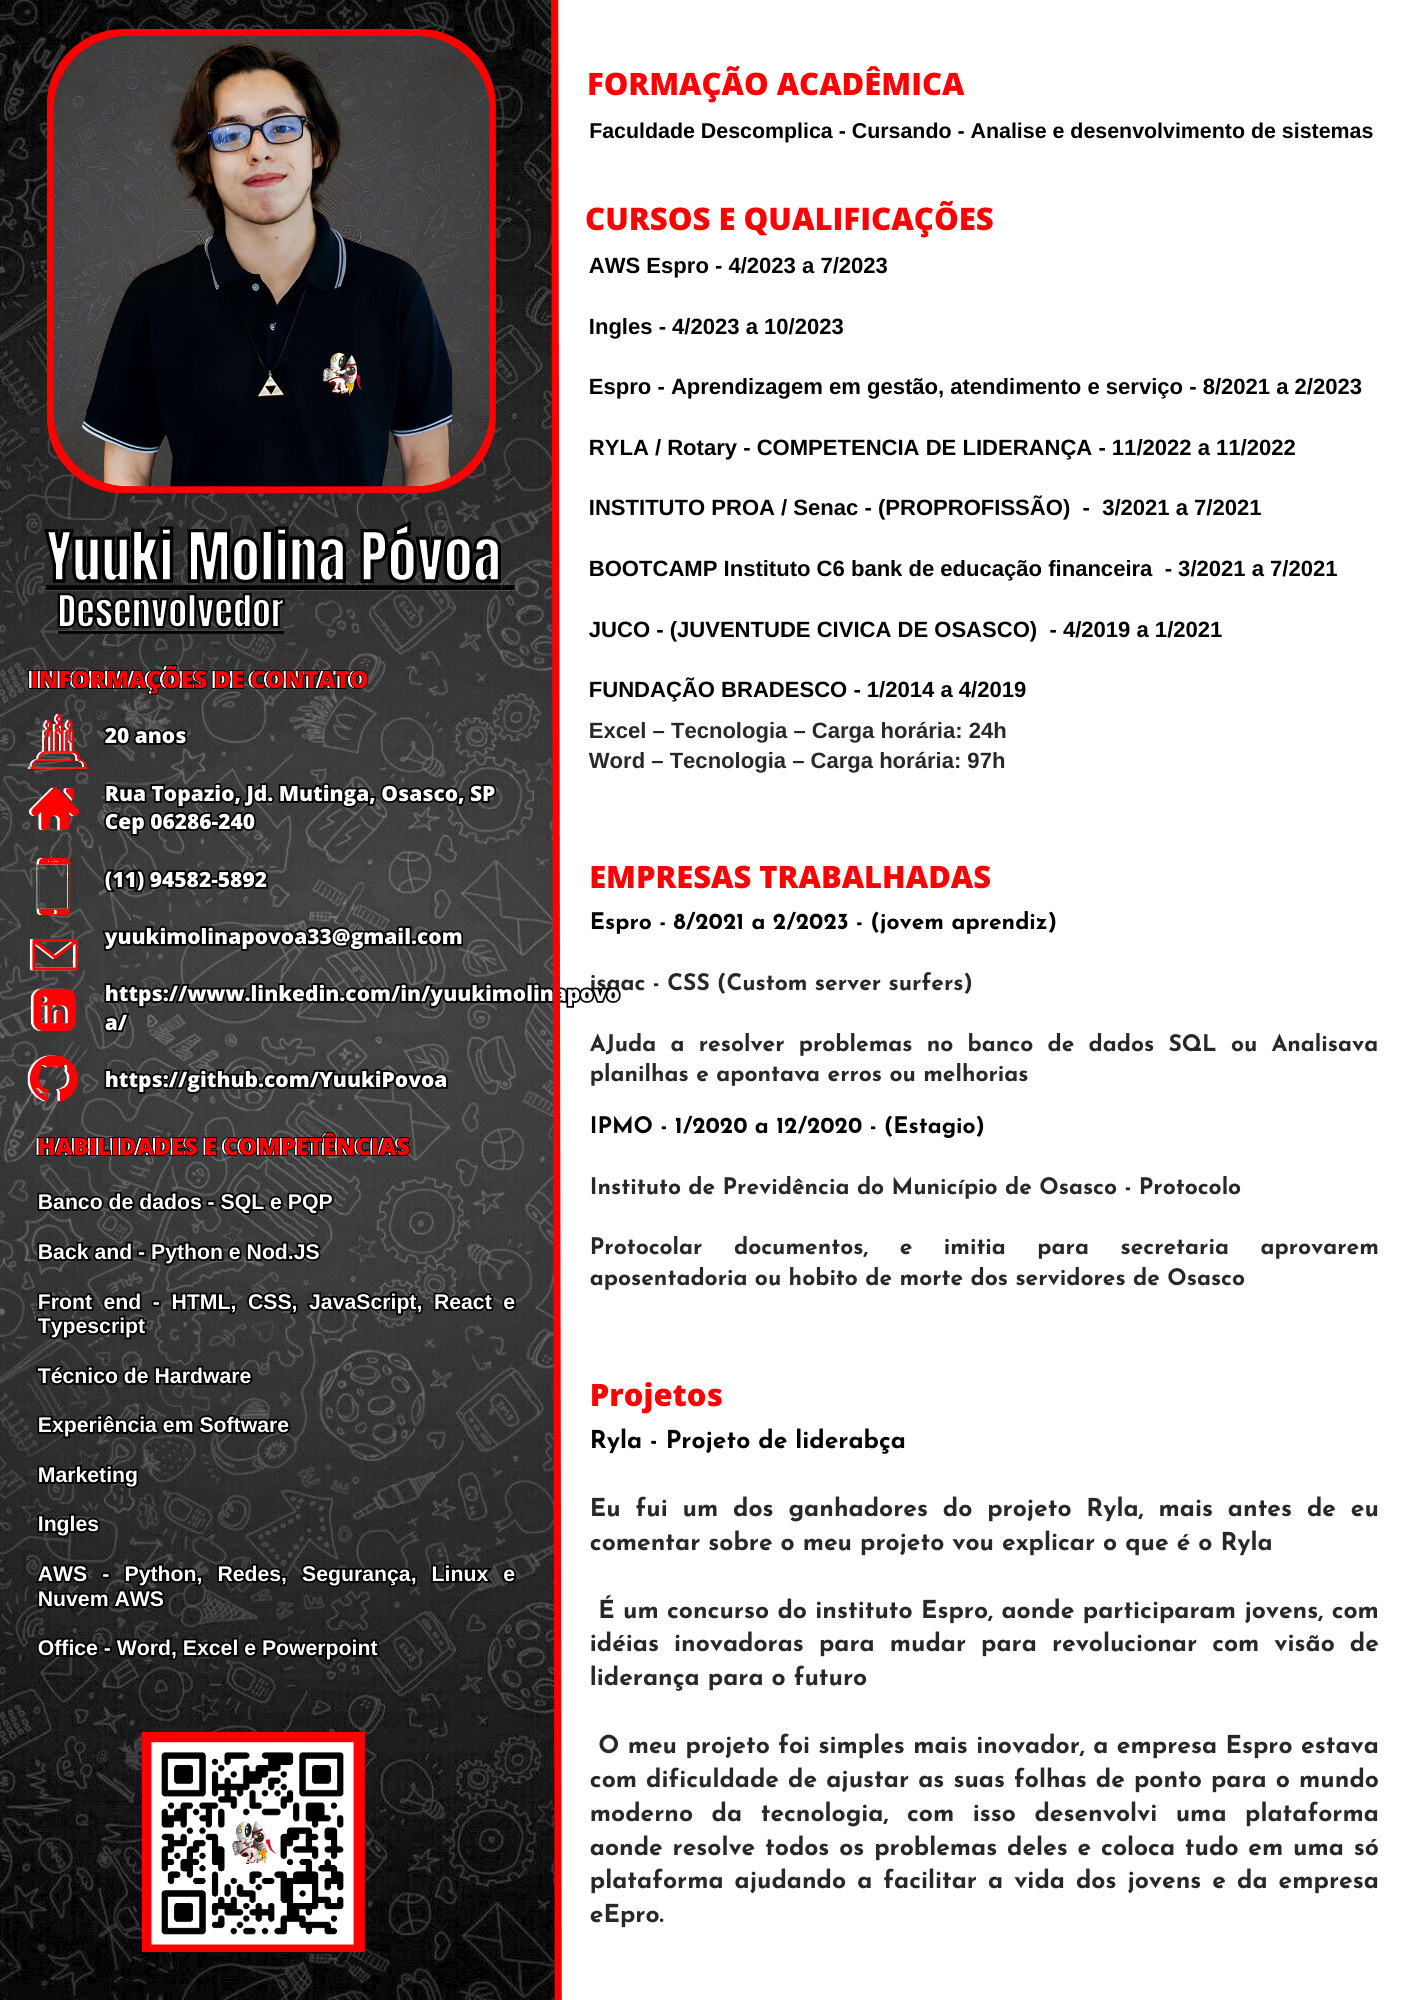 Yuuki Molina Póvoa
Desenvolvedor
INFORMAÇÕES DE CONTATO
20 anos
Rua Topazio, Jd. Mutinga, Osasco, SP
Cep 06286-240
(11) 94582-5892
yuukimolinapovoa33@gmail.com
https://www.linkedin.com/in/yuukimolinapovo
a/
https://github.com/YuukiPovoa
HABILIDADES E COMPETÊNCIAS
Banco de dados - SQL e PQP
Back and - Python e Nod.JS
Front end - HTML, CSS, JavaScript, React e
Typescript
Técnico de Hardware
Experiência em Software
Marketing
Ingles
AWS - Python, Redes, Segurança, Linux e
Nuvem AWS
Office - Word, Excel e Powerpoint
FORMAÇÃO ACADÊMICA
Faculdade Descomplica - Cursando - Analise e desenvolvimento de sistemas
CURSOS E QUALIFICAÇÕES
AWS Espro - 4/2023 a 7/2023
Ingles - 4/2023 a 10/2023
Espro - Aprendizagem em gestão, atendimento e serviço - 8/2021 a 2/2023
RYLA / Rotary - COMPETENCIA DE LIDERANÇA - 11/2022 a 11/2022
INSTITUTO PROA / Senac - (PROPROFISSÃO)  -  3/2021 a 7/2021
BOOTCAMP Instituto C6 bank de educação financeira  - 3/2021 a 7/2021
JUCO - (JUVENTUDE CIVICA DE OSASCO)  - 4/2019 a 1/2021
FUNDAÇÃO BRADESCO - 1/2014 a 4/2019
Excel – Tecnologia – Carga horária: 24h
Word – Tecnologia – Carga horária: 97h
EMPRESAS TRABALHADAS
Espro - 8/2021 a 2/2023 - (jovem aprendiz)
isaac - CSS (Custom server surfers)
AJuda a resolver problemas no banco de dados SQL ou Analisava
planilhas e apontava erros ou melhorias
IPMO - 1/2020 a 12/2020 - (Estagio)
Instituto de Previdência do Município de Osasco - Protocolo
Protocolar documentos, e imitia para secretaria aprovarem
aposentadoria ou hobito de morte dos servidores de Osasco
Projetos
Ryla - Projeto de liderabça
Eu fui um dos ganhadores do projeto Ryla, mais antes de eu
comentar sobre o meu projeto vou explicar o que é o Ryla
É um concurso do instituto Espro, aonde participaram jovens, com
idéias inovadoras para mudar para revolucionar com visão de
liderança para o futuro
O meu projeto foi simples mais inovador, a empresa Espro estava
com dificuldade de ajustar as suas folhas de ponto para o mundo
moderno da tecnologia, com isso desenvolvi uma plataforma
aonde resolve todos os problemas deles e coloca tudo em uma só
plataforma ajudando a facilitar a vida dos jovens e da empresa
eEpro.